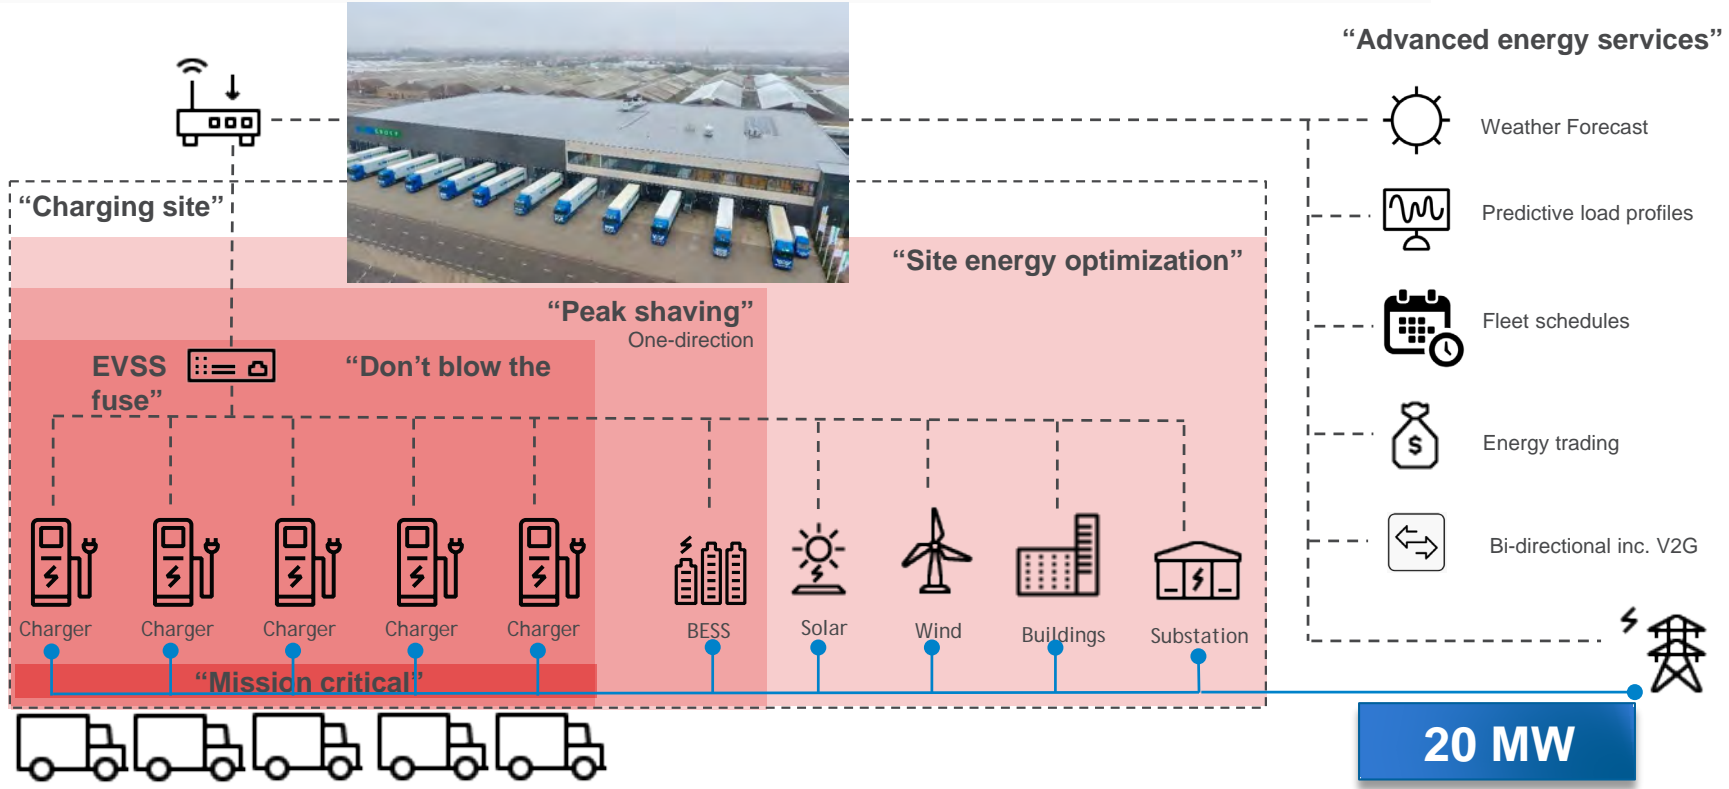 “Advanced energy services”
Weather Forecast
“Charging site”
Predictive load profiles
“Site energy optimization”
“Peak shaving”
One-direction
Fleet schedules
EVSS “Don’t blow the
fuse”
Energy trading
Bi-directional inc. V2G
Charger Charger Charger Charger Charger BESS Solar Wind Buildings Substation
“Mission critical”
20 MW